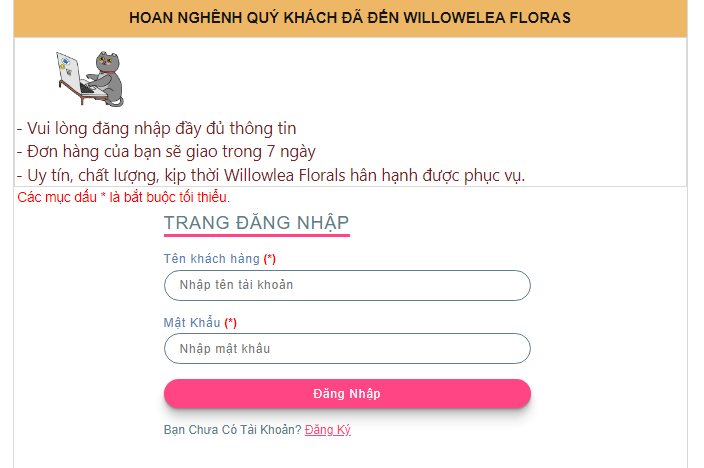 HOAN NGHÊNH QUÝ KHÁCH ĐÃ ĐẾN WILLOWELEA FLORAS
- Vui lòng đăng nhập đầy đủ thông tin
- Đơn hàng của bạn sẽ giao trong 7 ngày
- Uy tín, chất lượng, kịp thời Willowlea Florals hân hạnh được phục vụ.
Các mục dấu * là bắt buộc tối thiểu.
TRANG ĐĂNG NHẬP
Tên khách hàng (*)
Nhập tên tài khoản
Mật Khẩu (*)
Nhập mật khâu
Đăng Nhập
Bạn Chưa Có Tài Khoản? Đăng Ký